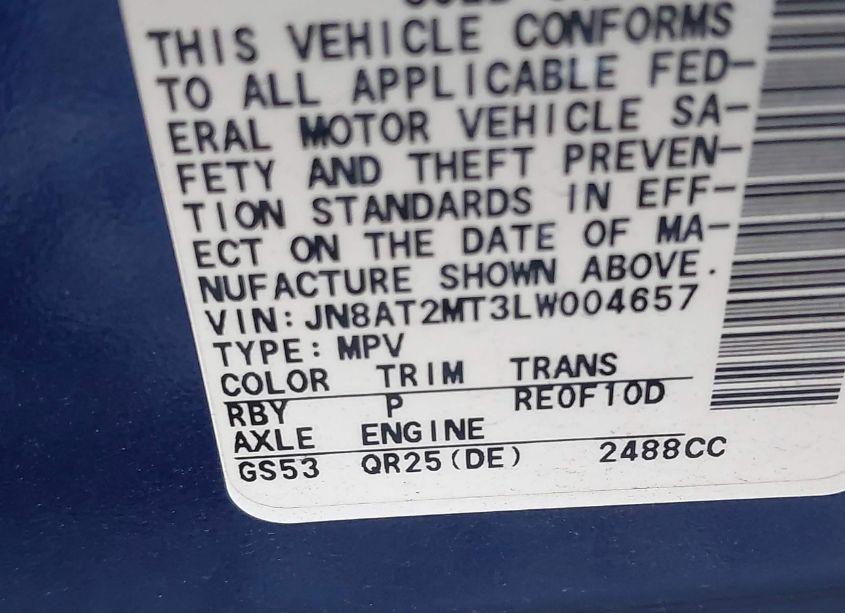 THIS VEHICLE CONFORMS
TO ALL APPLICABLE FED-
ERAL MOTOR VEHICLE SA-
FETY AND THEFT PREVEN-
TION STANDARDS IN EFF-
ECT ON THE DATE OF MA-
NUFACTURE SHOWN ABOVE.
VIN:JN8AT2MT3LW004657
TYPE:MPV
COLOR TRIM TRANS
RBY P RE0F10D
AXLE ENGINE
GS53 QR25(DE) 2488CC